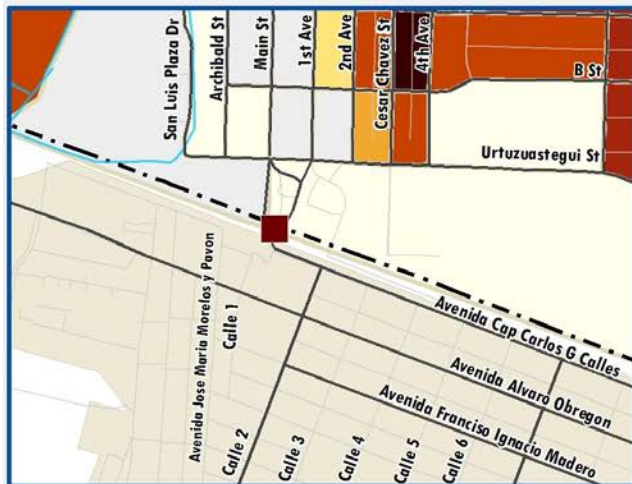 San Luis Plaza Dr
Archibald St
Main St
1st Ave
2nd Ave
Cesar Chavez St
4th Ave
B St
Urtuzuastegui St
Avenida Jose Maria Morelos y Pavon
Calle 1
Calle 2
Calle 3
Calle 4
Calle 5
Calle 6
Avenida Cap Carlos G Calles
Avenida Alvaro Obregon
Avenida Franciso Ignacio Madero